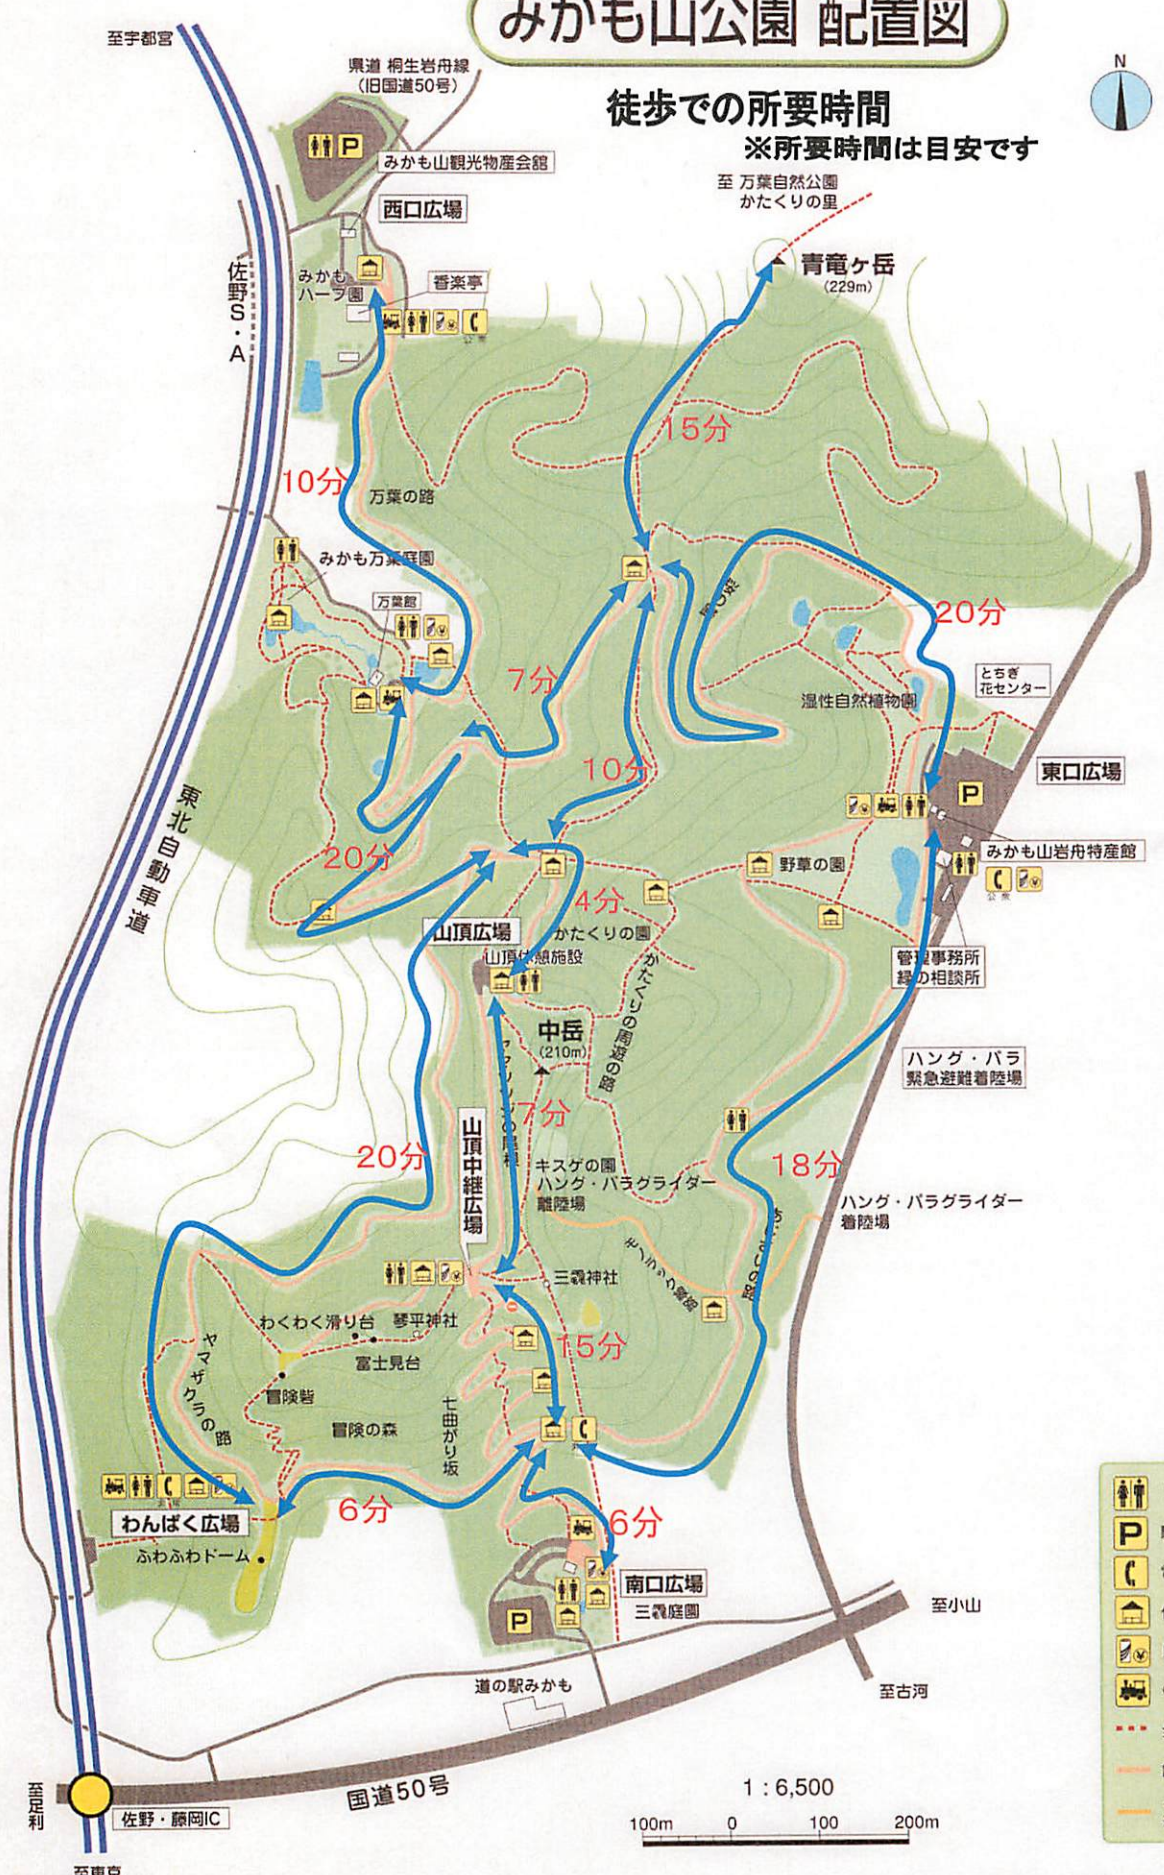 みかも山公園 配置図
至宇都宮
県道 桐生岩舟線
(旧国道50号)
N
徒歩での所要時間
※所要時間は目安です
P
みかも山観光物産会館
至 万葉自然公園
かたくりの里
西口広場
青竜ヶ岳
(229m)
佐野S・A
みかも
ハーブ園
香楽亭
15分
10分
万葉の路
みかも万葉庭園
万葉館
20分
とちぎ
花センター
7分
湿性自然植物園
東口広場
10分
P
東北自動車道
みかも山岩舟特産館
20分
野草の園
4分
山頂広場
かたくりの園
山頂休憩施設
管理事務所
緑の相談所
かたくりの周遊の路
中岳
(210m)
ハング・パラ
緊急避難着陸場
7分
山頂中継広場
20分
キスゲの園
ハング・パラグライダー
離陸場
18分
ハング・パラグライダー
着陸場
三毳神社
わくわく滑り台
琴平神社
15分
富士見台
ヤマザクラの路
冒険砦
冒険の森
七曲がり坂
わんぱく広場
6分
6分
ふわふわドーム
南口広場
三毳庭園
P
P
至小山
道の駅みかも
至古河
国道50号
1：6,500
至足利
佐野・藤岡IC
100m 0 100 200m
至東京